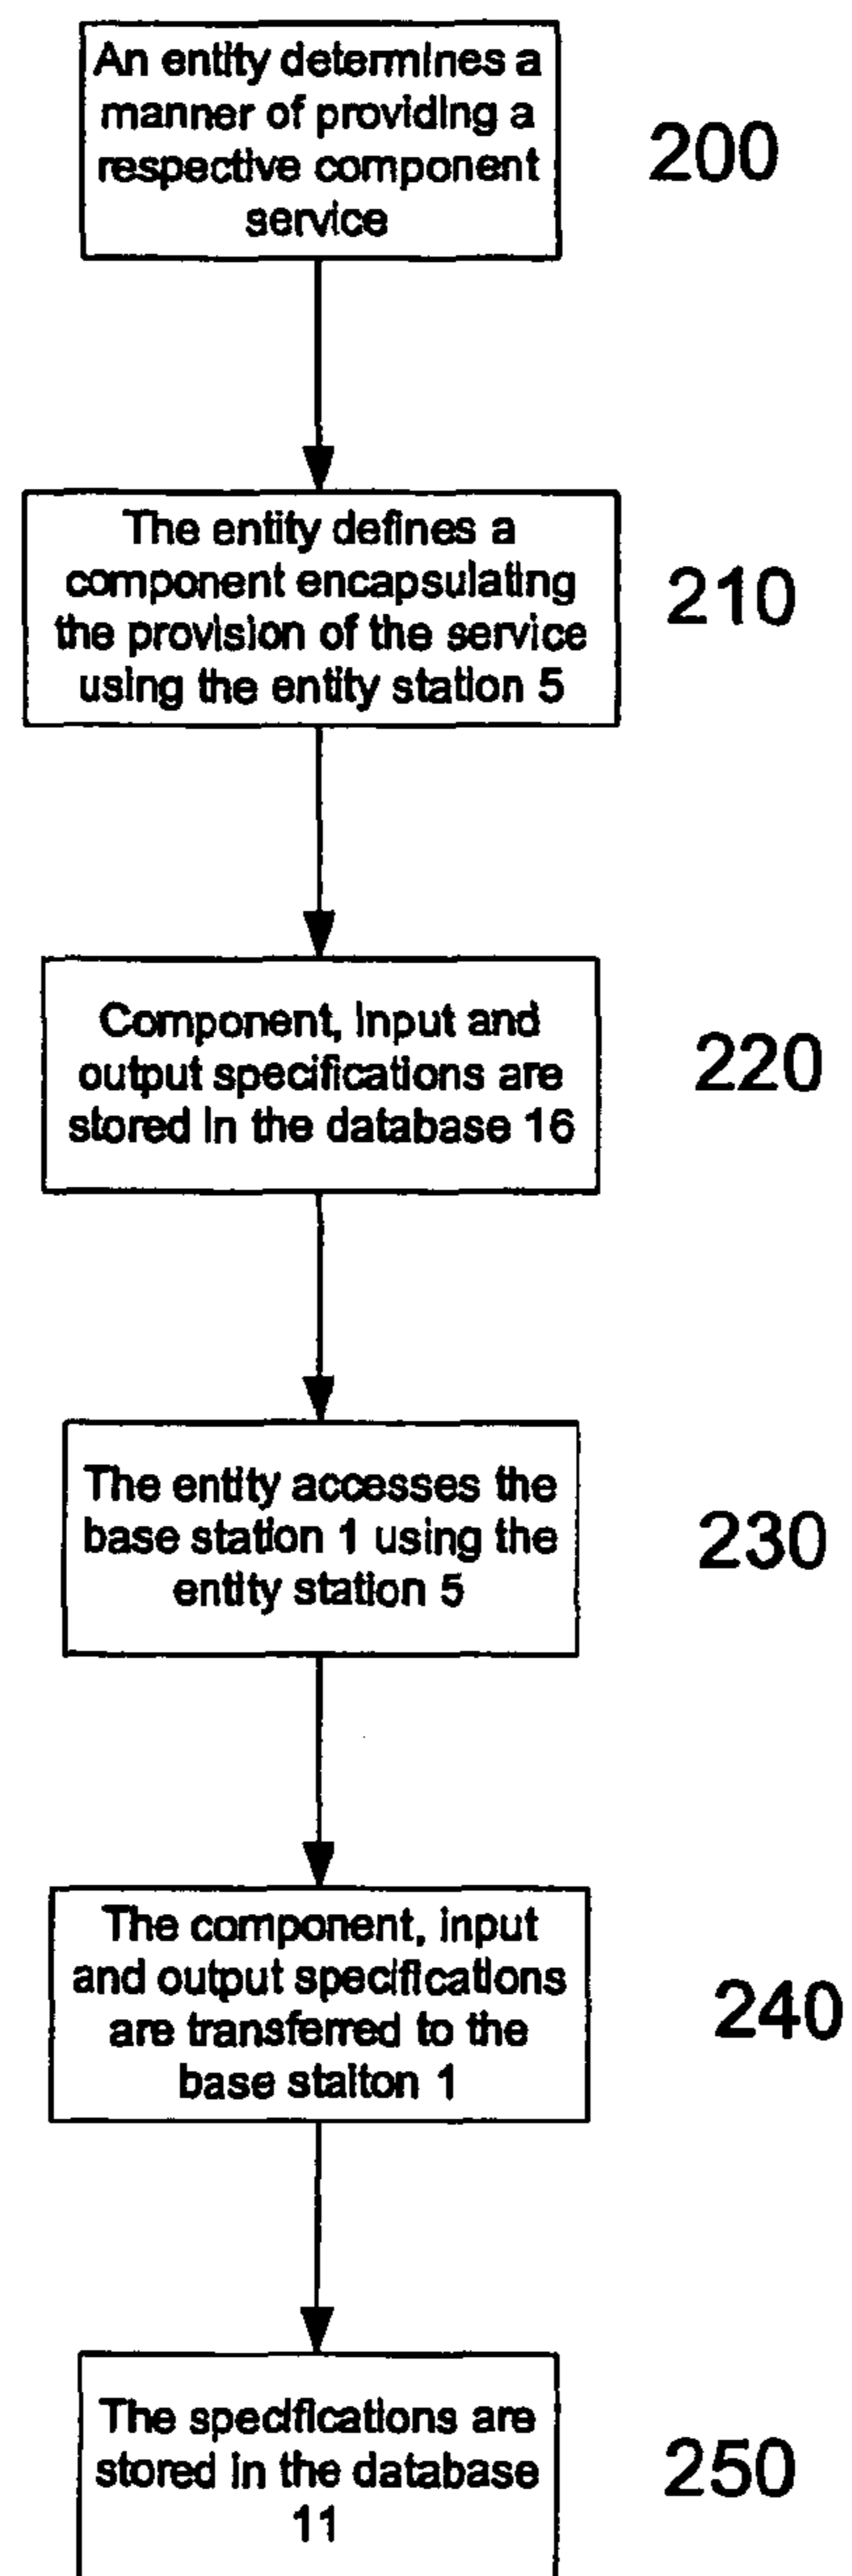 An entity determines a
manner of providing a
respective component
service
200
The entity defines a
component encapsulating
the provision of the service
using the entity station 5
210
Component, input and
output specifications are
stored in the database 16
220
The entity accesses the
base station 1 using the
entity station 5
230
The component, input
and output specifications
are transferred to the
base staiton 1
240
The specifications are
stored in the database
11
250